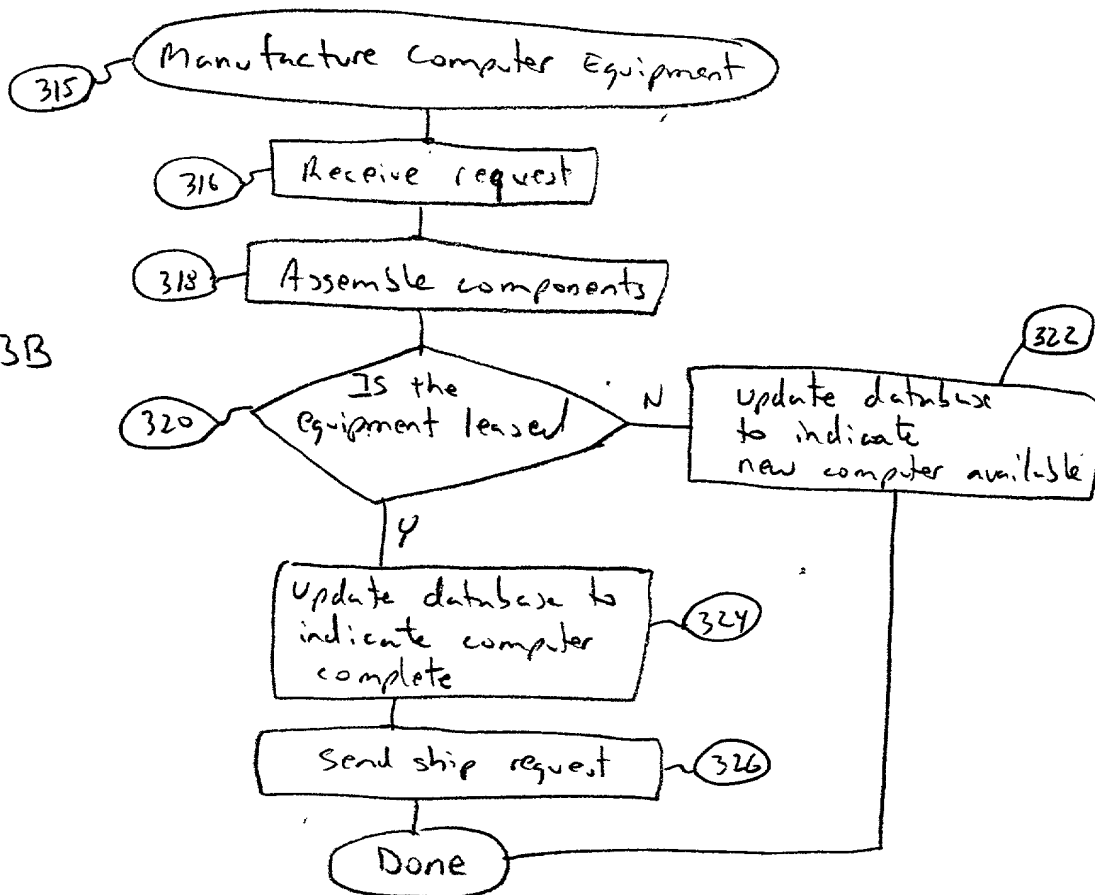 Manufacture Computer Equipment
315
316
Receive request
318
Assemble components
3B
320
Is the
equipment leased
N
322
update database
to indicate
new computer available
Y
update database to
indicate computer
complete
324
send ship request
326
Done